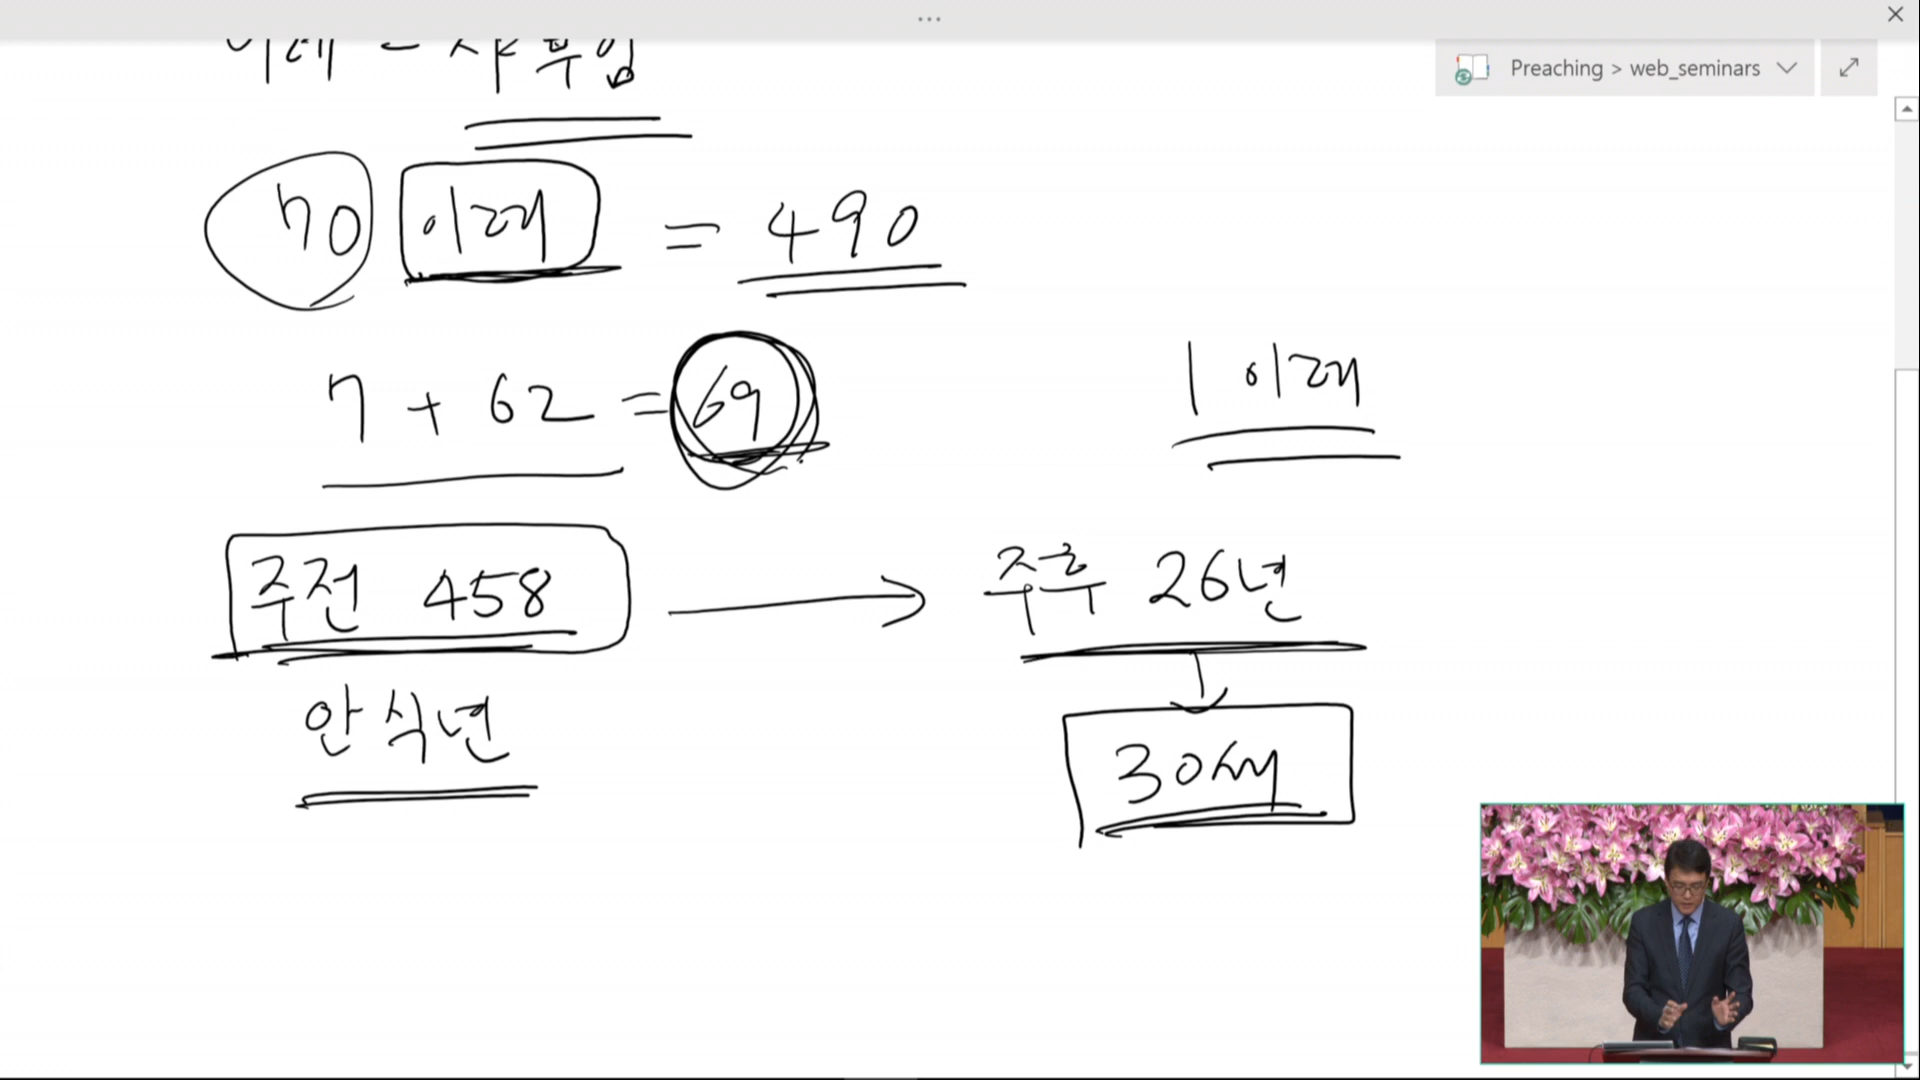 ...
Preaching > web_seminars
70 이레 = 490
7 + 62 = 69
1 이레
주전 458 → 주후 26년
안식년
30세